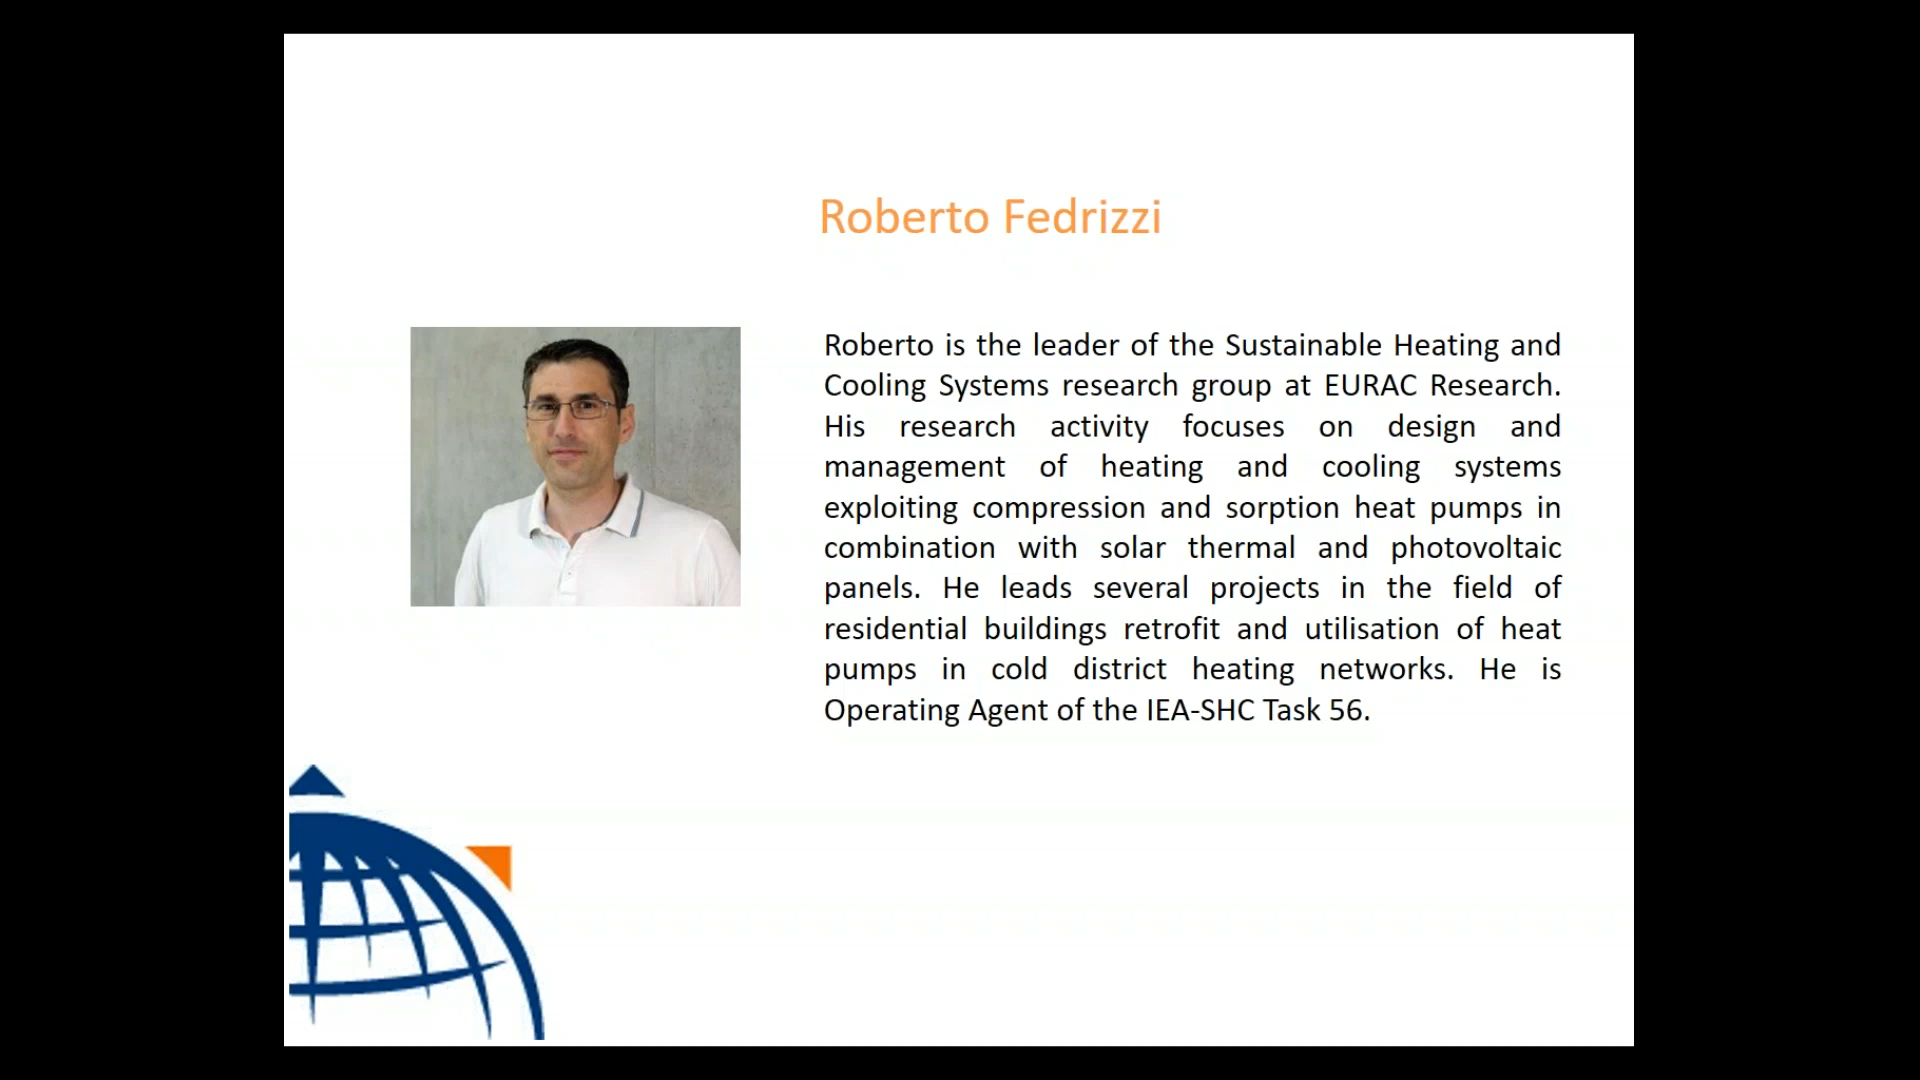 Roberto Fedrizzi
Roberto is the leader of the Sustainable Heating and
Cooling Systems research group at EURAC Research.
His research activity focuses on design and
management of heating and cooling systems
exploiting compression and sorption heat pumps in
combination with solar thermal and photovoltaic
panels. He leads several projects in the field of
residential buildings retrofit and utilisation of heat
pumps in cold district heating networks. He is
Operating Agent of the IEA-SHC Task 56.